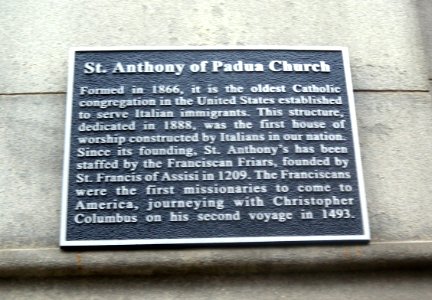 St. Anthony of Padua Church
Formed in 1866, it is the oldest Catholic
congregation in the United States established
to serve Italian immigrants. This structure,
dedicated in 1888, was the first house of
worship constructed by Italians in our nation.
Since its founding, St. Anthony's has been
staffed by the Franciscan Friars, founded by
St. Francis of Assisi in 1209. The Franciscans
were the first missionaries to come to
America, journeying with Christopher
Columbus on his second voyage in 1493.